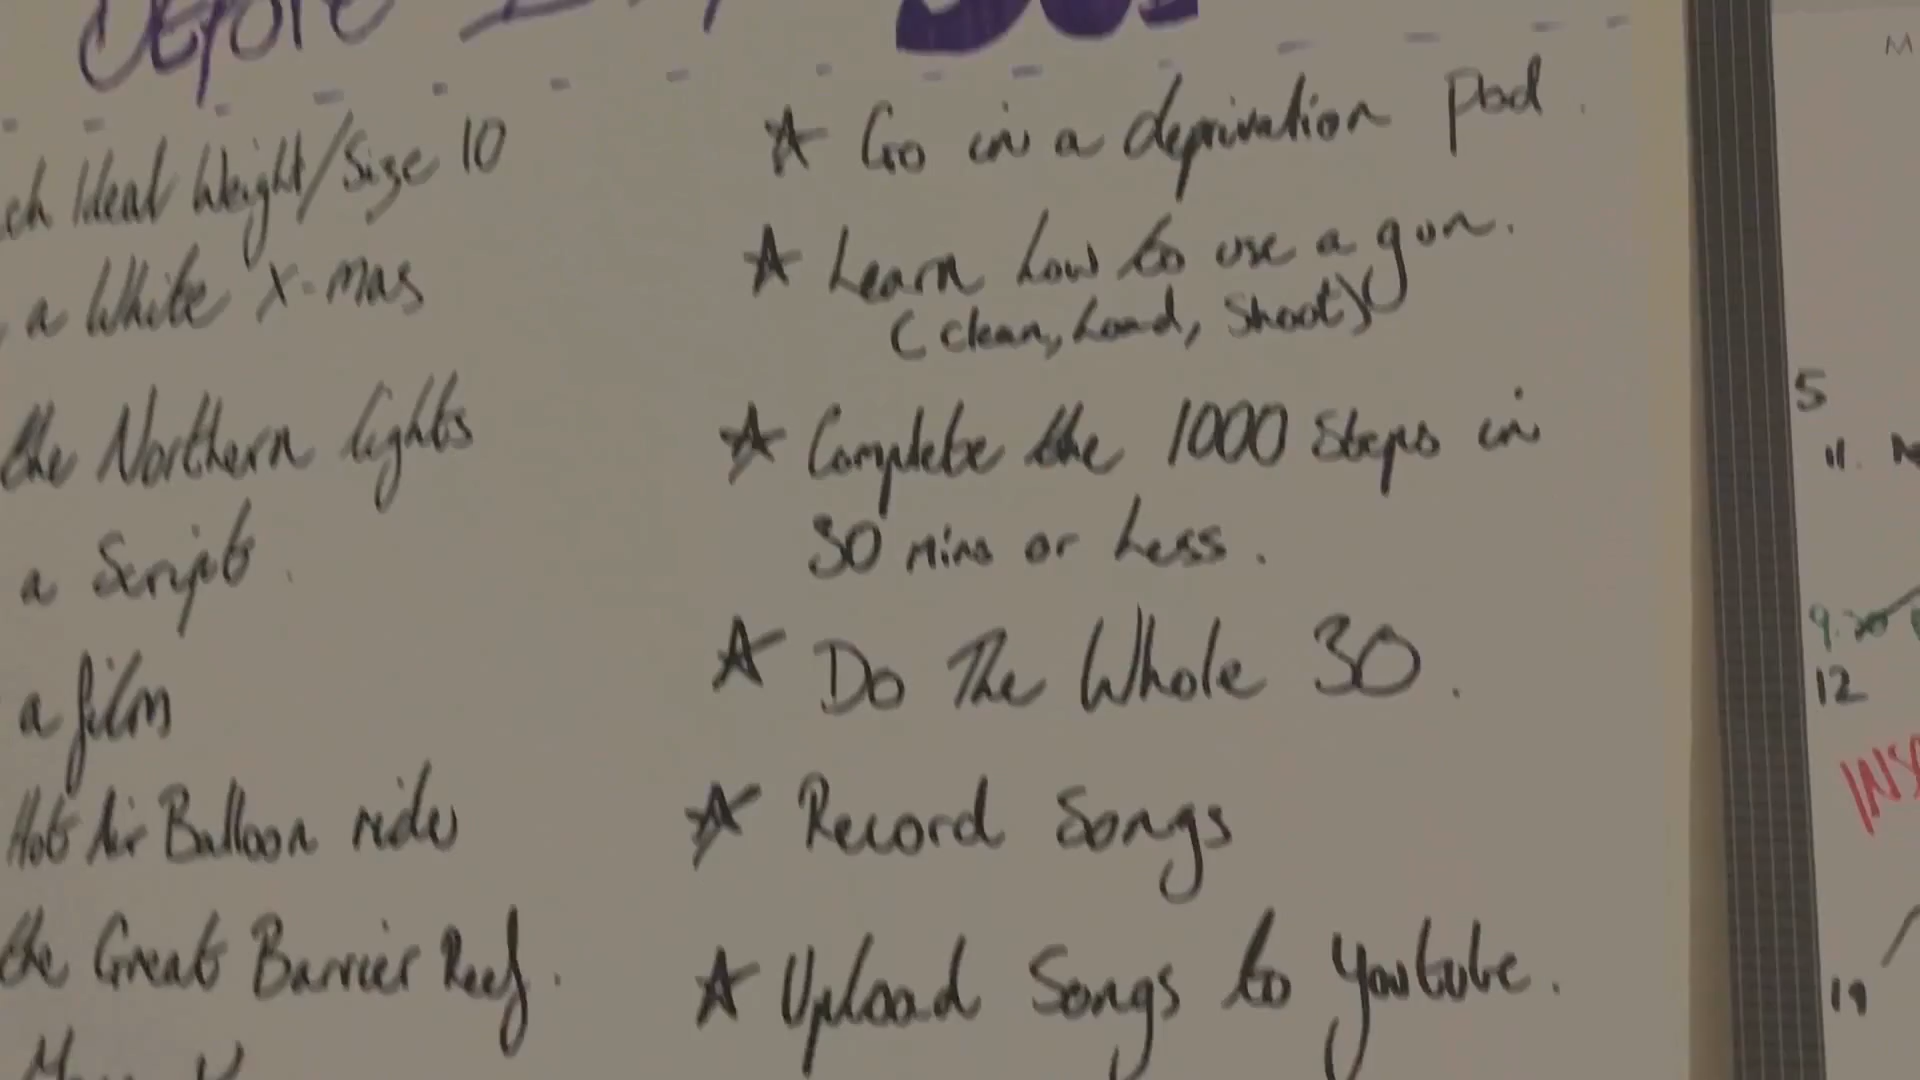 Before
ch Ideal Weight/Size 10
a White X-mas
the Northern lights
a Script.
a film
Hot Air Balloon ride
the Great Barrier Reef.
☆ Go in a deprivation pod.
☆ Learn how to use a gun.
(clean, Load, Shoot)
☆ Complete the 1000 Steps in
30 mins or Less.
☆ Do The Whole 30.
☆ Record Songs
☆ Upload Songs to Youtube.
M
5
11.
12
19